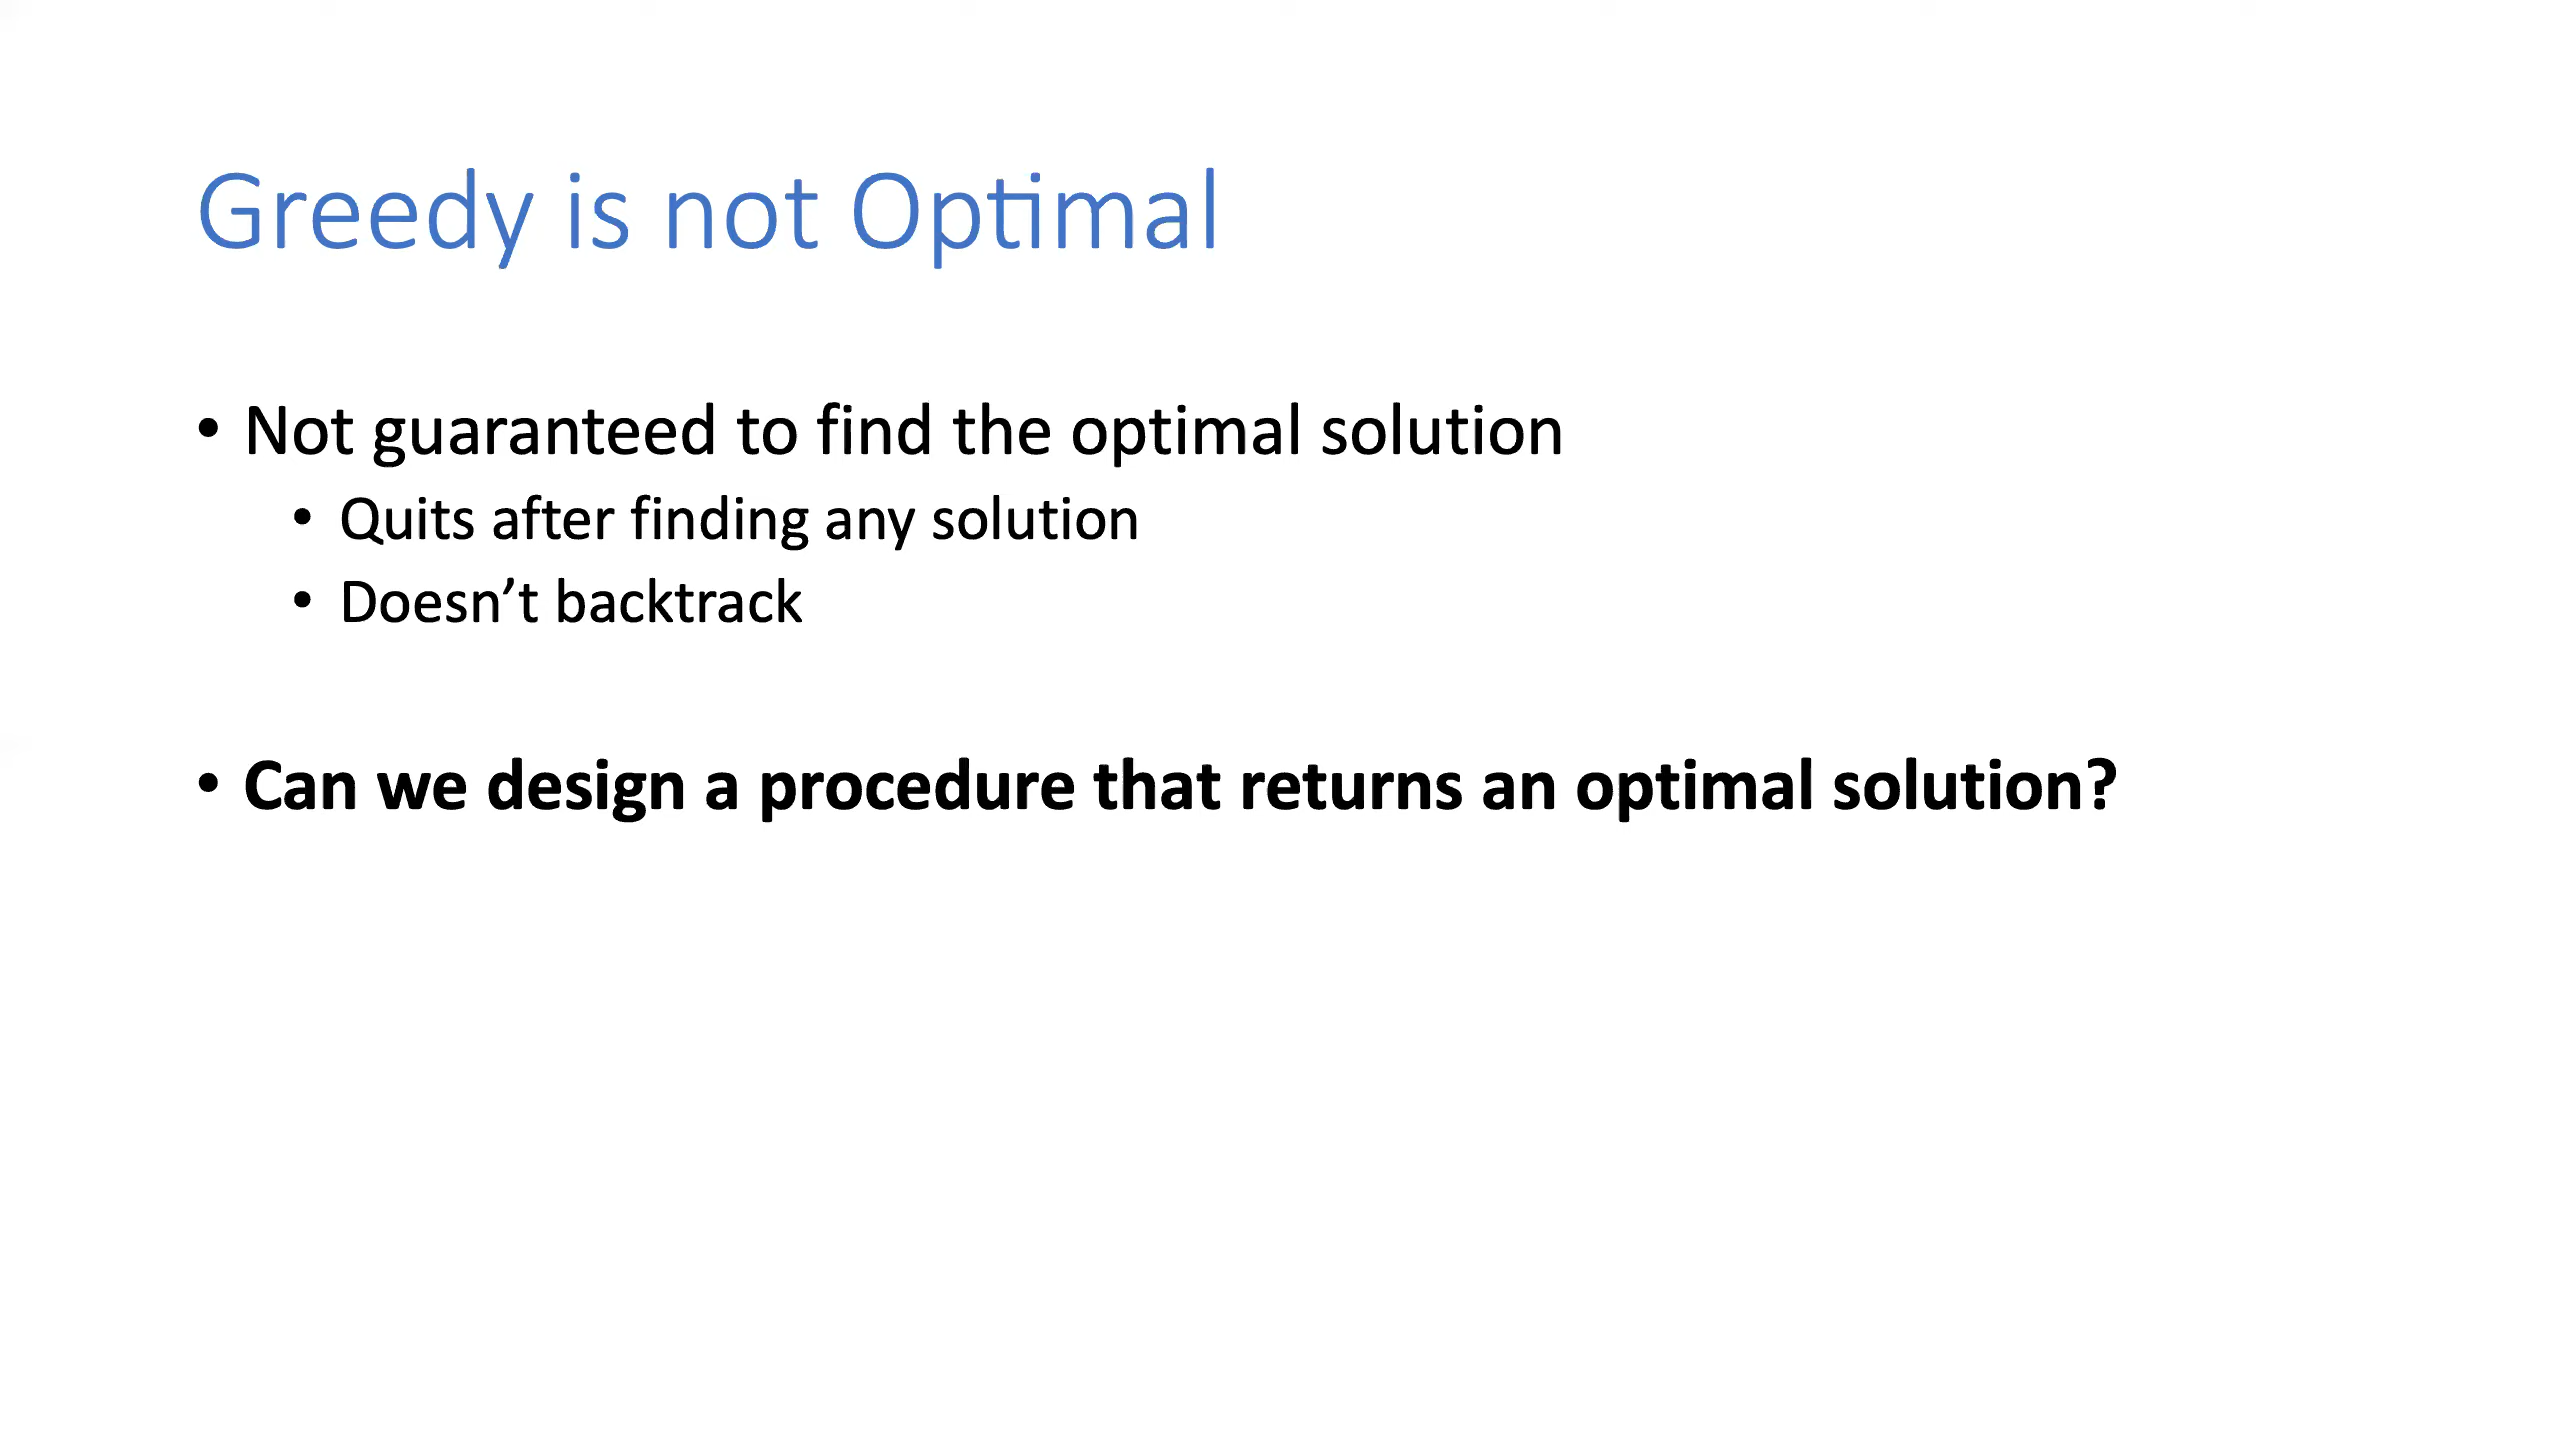 Greedy is not Optimal
• Not guaranteed to find the optimal solution
• Quits after finding any solution
• Doesn’t backtrack
• Can we design a procedure that returns an optimal solution?